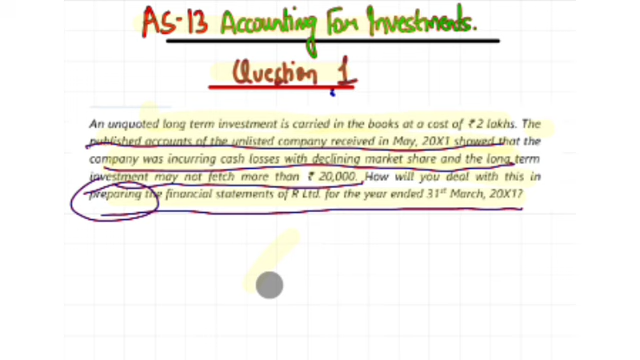 AS-13 Accounting For Investments.
Question 1
An unquoted long term investment is carried in the books at a cost of ₹ 2 lakhs. The
published accounts of the unlisted company received in May, 20X1 showed that the
company was incurring cash losses with declining market share and the long term
investment may not fetch more than ₹ 20,000. How will you deal with this in
preparing the financial statements of R Ltd. for the year ended 31st March, 20X1?